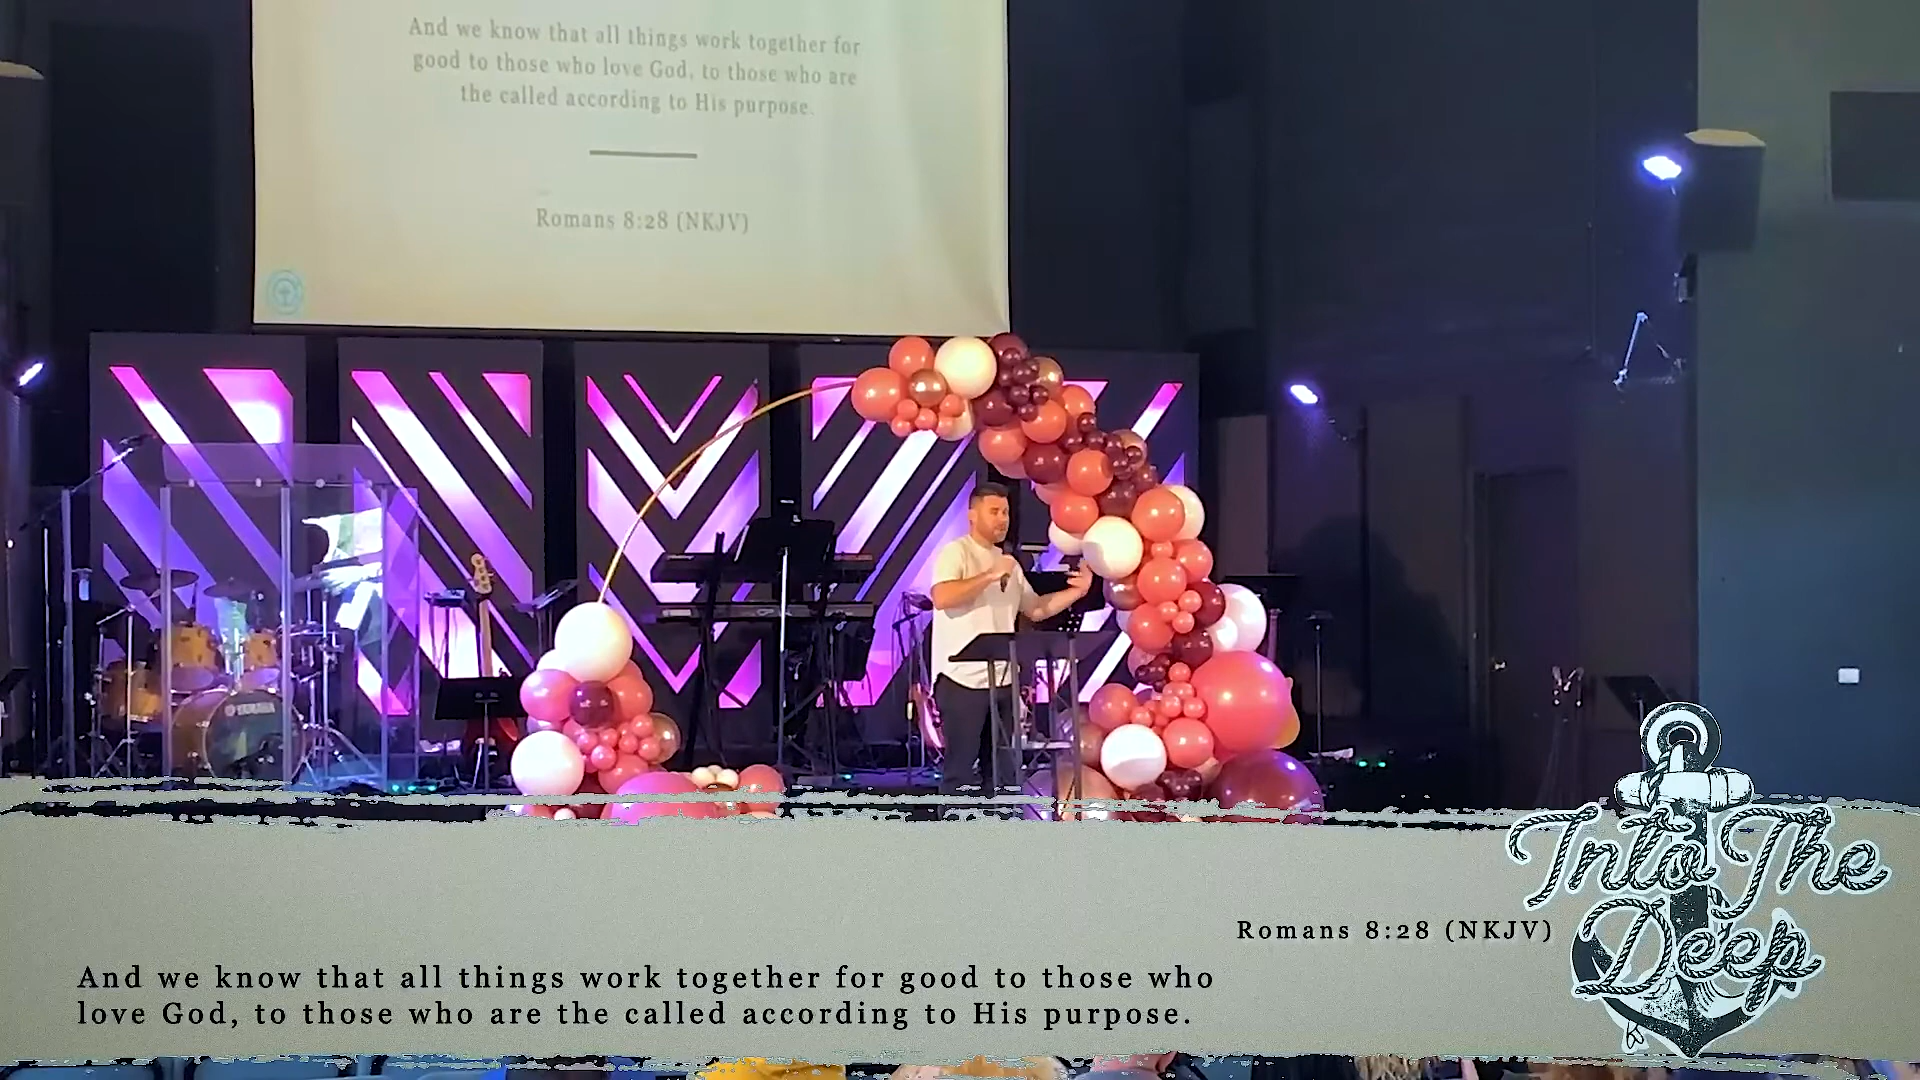 And we know that all things work together for
good to those who love God, to those who are
the called according to His purpose.
Romans 8:28 (NKJV)
YAMAHA
Into The
Deep
Romans 8:28 (NKJV)
And we know that all things work together for good to those who
love God, to those who are the called according to His purpose.